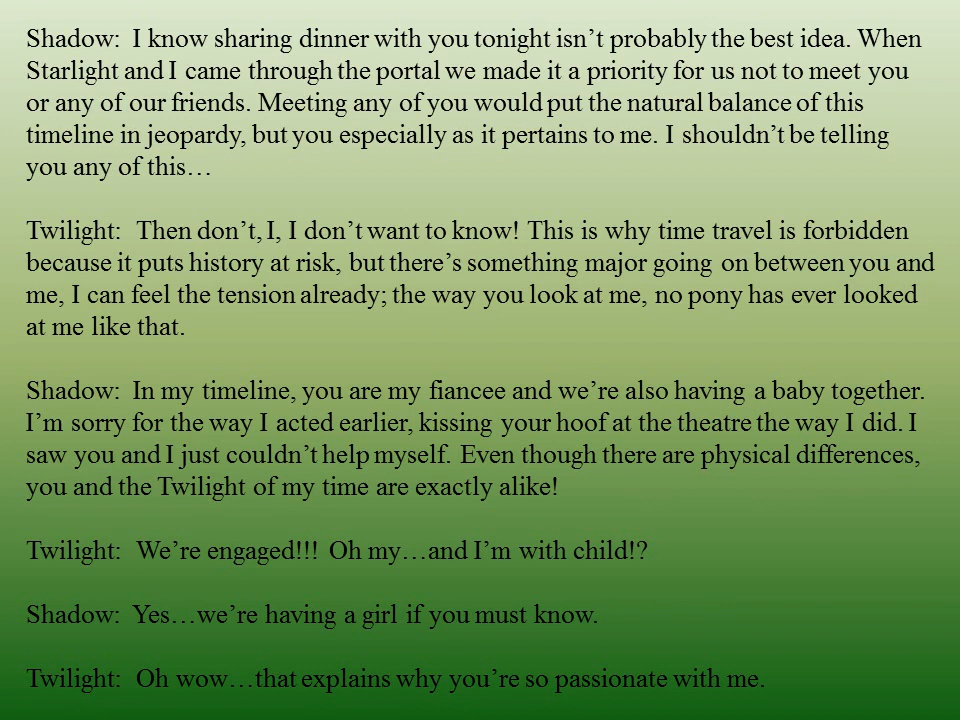 Shadow:  I know sharing dinner with you tonight isn’t probably the best idea. When
Starlight and I came through the portal we made it a priority for us not to meet you
or any of our friends. Meeting any of you would put the natural balance of this
timeline in jeopardy, but you especially as it pertains to me. I shouldn’t be telling
you any of this…

Twilight:  Then don’t, I, I don’t want to know! This is why time travel is forbidden
because it puts history at risk, but there’s something major going on between you and
me, I can feel the tension already; the way you look at me, no pony has ever looked
at me like that.

Shadow:  In my timeline, you are my fiancee and we’re also having a baby together.
I’m sorry for the way I acted earlier, kissing your hoof at the theatre the way I did. I
saw you and I just couldn’t help myself. Even though there are physical differences,
you and the Twilight of my time are exactly alike!

Twilight:  We’re engaged!!!  Oh my…and I’m with child!?

Shadow:  Yes…we’re having a girl if you must know.

Twilight:  Oh wow…that explains why you’re so passionate with me.